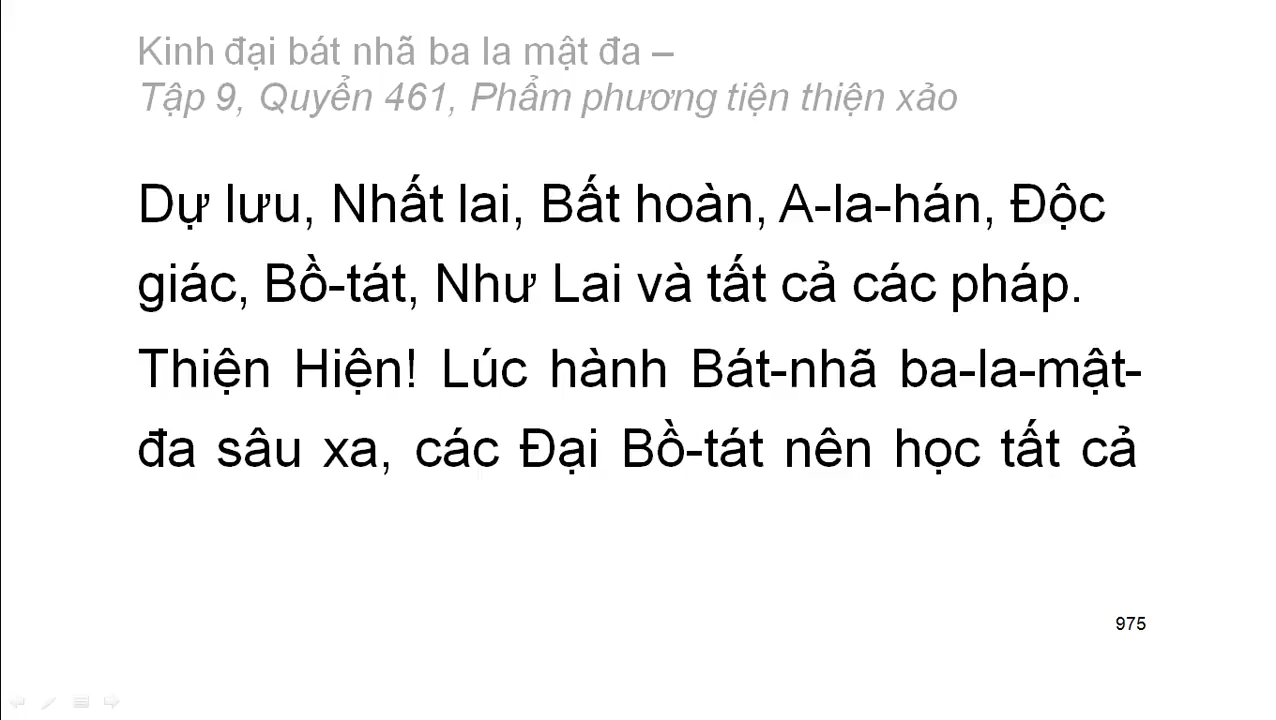 Kinh đại bát nhã ba la mật đa –
Tập 9, Quyển 461, Phẩm phương tiện thiện xảo
Dự lưu, Nhất lai, Bất hoàn, A-la-hán, Độc
giác, Bồ-tát, Như Lai và tất cả các pháp.
Thiện Hiện! Lúc hành Bát-nhã ba-la-mật-
đa sâu xa, các Đại Bồ-tát nên học tất cả
975